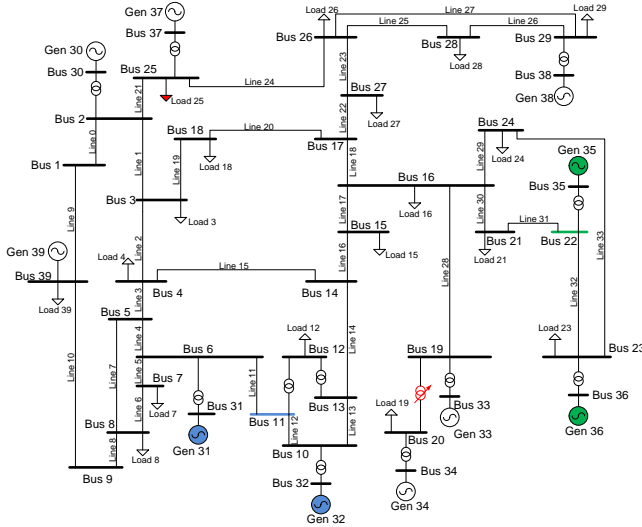 Gen 37
Load 26
Line 27
Load 29
Bus 37
Line 25
Line 26
Gen 30
Bus 26
Bus 28
Bus 29
Bus 30
Bus 25
Line 23
Load 28
Line 24
Bus 38
Line 21
Load 25
Bus 27
Gen 38
Bus 2
Line 22
Load 27
Line 0
Bus 18
Line 20
Bus 24
Bus 1
Line 1
Line 19
Load 18
Bus 17
Line 18
Line 29
Load 24
Gen 35
Bus 16
Bus 35
Bus 3
Line 17
Load 16
Line 30
Line 9
Load 3
Bus 15
Line 31
Gen 39
Line 2
Line 16
Load 15
Bus 21
Bus 22
Line 33
Load 4
Load 21
Bus 39
Line 15
Line 28
Line 32
Bus 4
Bus 14
Load 39
Line 3
Bus 5
Load 12
Load 23
Line 4
Line 14
Bus 6
Bus 12
Bus 19
Bus 23
Line 10
Line 7
Line 5
Bus 7
Line 11
Bus 31
Bus 13
Load 19
Bus 33
Bus 36
Line 6
Load 7
Bus 11
Line 12
Line 13
Gen 33
Gen 36
Bus 8
Gen 31
Bus 10
Bus 20
Line 8
Load 8
Bus 9
Bus 32
Bus 34
Gen 32
Gen 34